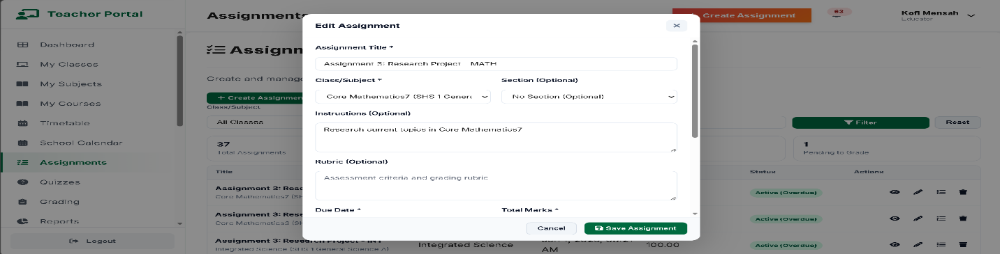 Teacher Portal
Dashboard
My Classes
My Subjects
My Courses
Timetable
School Calendar
Assignments
Quizzes
Grading
Reports
Logout
Assignments
Create Assignment
63
Kofi Mensah
Educator
Create and manage
+ Create Assignment
Class/Subject
All Classes
Filter
Reset
37
Total Assignments
1
Pending to Grade
Title
Status
Actions
Assignment 3: Rese
Core Mathematics7 (SH
Active (Overdue)
Assignment 3: Rese
Core Mathematics3 (SH
Active (Overdue)
Assignment 3: Research Project - INT
Integrated Science (SHS 1 General Science A)
Integrated Science
AM
100.00
Active (Overdue)
Edit Assignment
Assignment Title *
Assignment 3: Research Project - MATH
Class/Subject *
Section (Optional)
Core Mathematics7 (SHS 1 Genera
No Section (Optional)
Instructions (Optional)
Research current topics in Core Mathematics7
Rubric (Optional)
Assessment criteria and grading rubric
Due Date *
Total Marks *
Cancel
Save Assignment